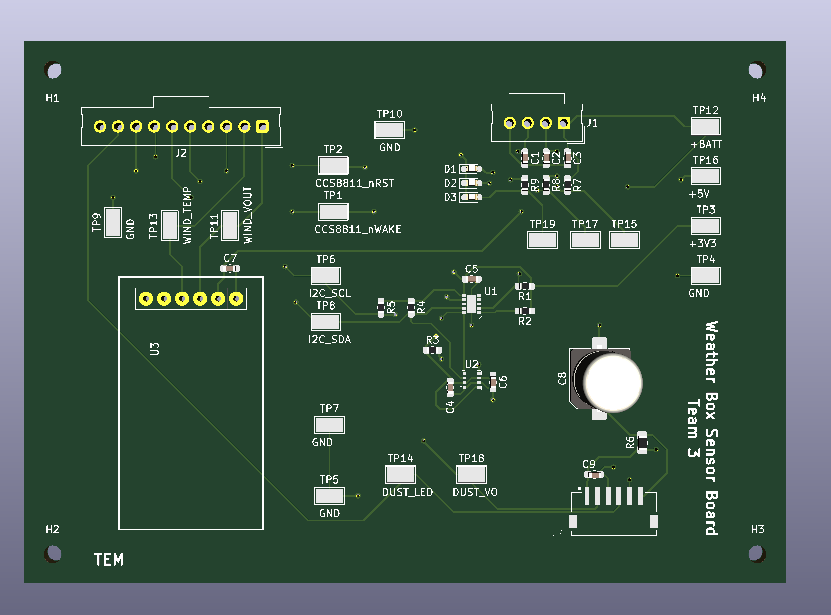 H1
H4
J2
TP10
GND
J1
TP12
+BATT
TP2
CCS8811_nRST
D1
D2
D3
C1
C2
C3
R9
R8
R7
TP16
+5V
TP1
CCS8811_nWAKE
TP9
GND
TP13
WIND_TEMP
TP11
WIND_VOUT
TP19
TP17
TP15
TP3
+3V3
C7
TP6
I2C_SCL
C5
U1
R1
TP4
GND
TP8
I2C_SDA
R5
R4
R2
U3
R3
U2
C4
C6
C8
Weather Box Sensor Board
Team 3
TP7
GND
R6
TP14
DUST_LED
TP18
DUST_VO
C9
TP5
GND
H2
H3
TEM